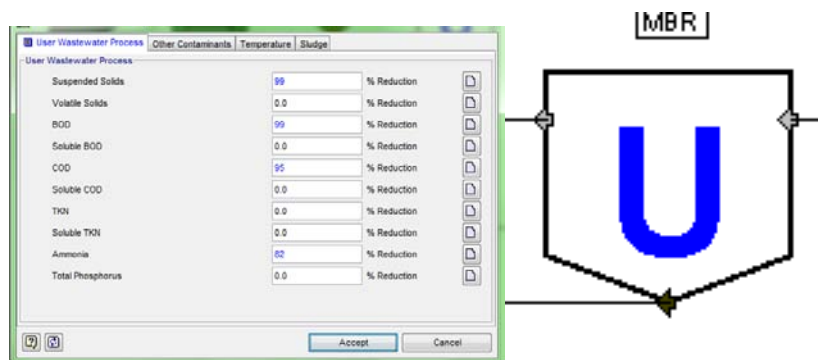 MBR
User Wastewater Process Other Contaminants Temperature Sludge
User Wastewater Process
Suspended Solids 99 % Reduction
Volatile Solids 0.0 % Reduction
BOD 99 % Reduction
Soluble BOD 0.0 % Reduction
COD 95 % Reduction
Soluble COD 0.0 % Reduction
TKN 0.0 % Reduction
Soluble TKN 0.0 % Reduction
Ammonia 82 % Reduction
Total Phosphorus 0.0 % Reduction
Accept Cancel
U